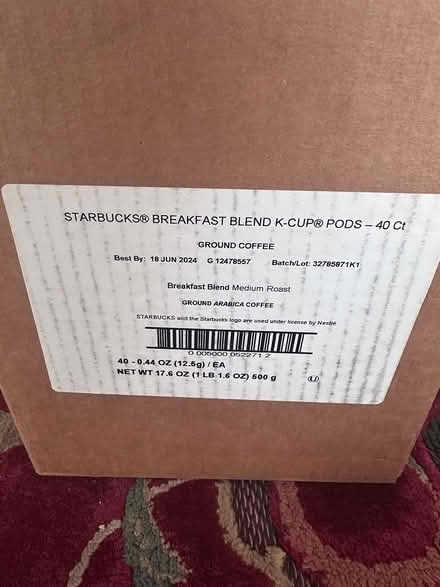 STARBUCKS® BREAKFAST BLEND K-CUP® PODS – 40 Ct
GROUND COFFEE
Best By: 18 JUN 2024 G 12478557 Batch/Lot: 32785871K1
Breakfast Blend Medium Roast
GROUND ARABICA COFFEE
STARBUCKS and the Starbucks logo are used under license by Nestlé
0 005000 052271 2
40 - 0.44 OZ (12.5g) / EA
NET WT 17.6 OZ (1 LB 1.6 OZ) 500 g
U